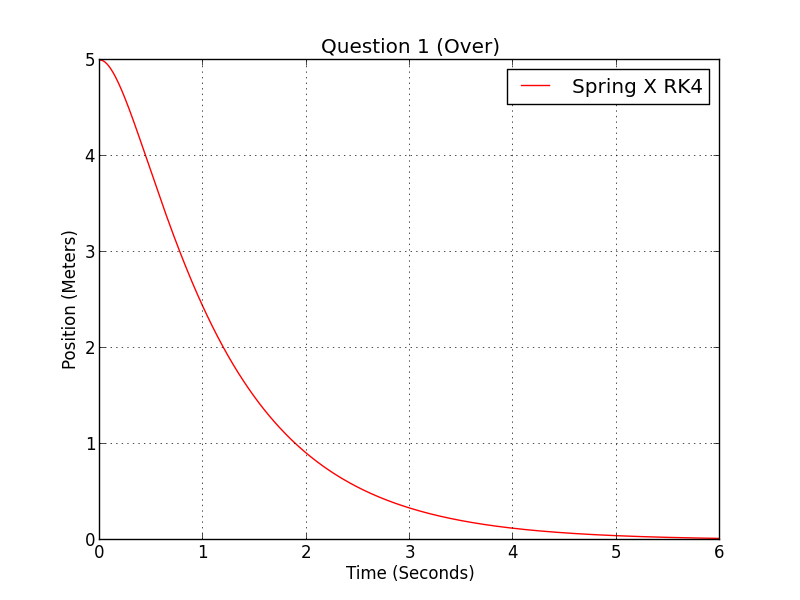 Question 1 (Over)
Spring X RK4
5
4
3
2
1
0
Position (Meters)
0 1 2 3 4 5 6
Time (Seconds)